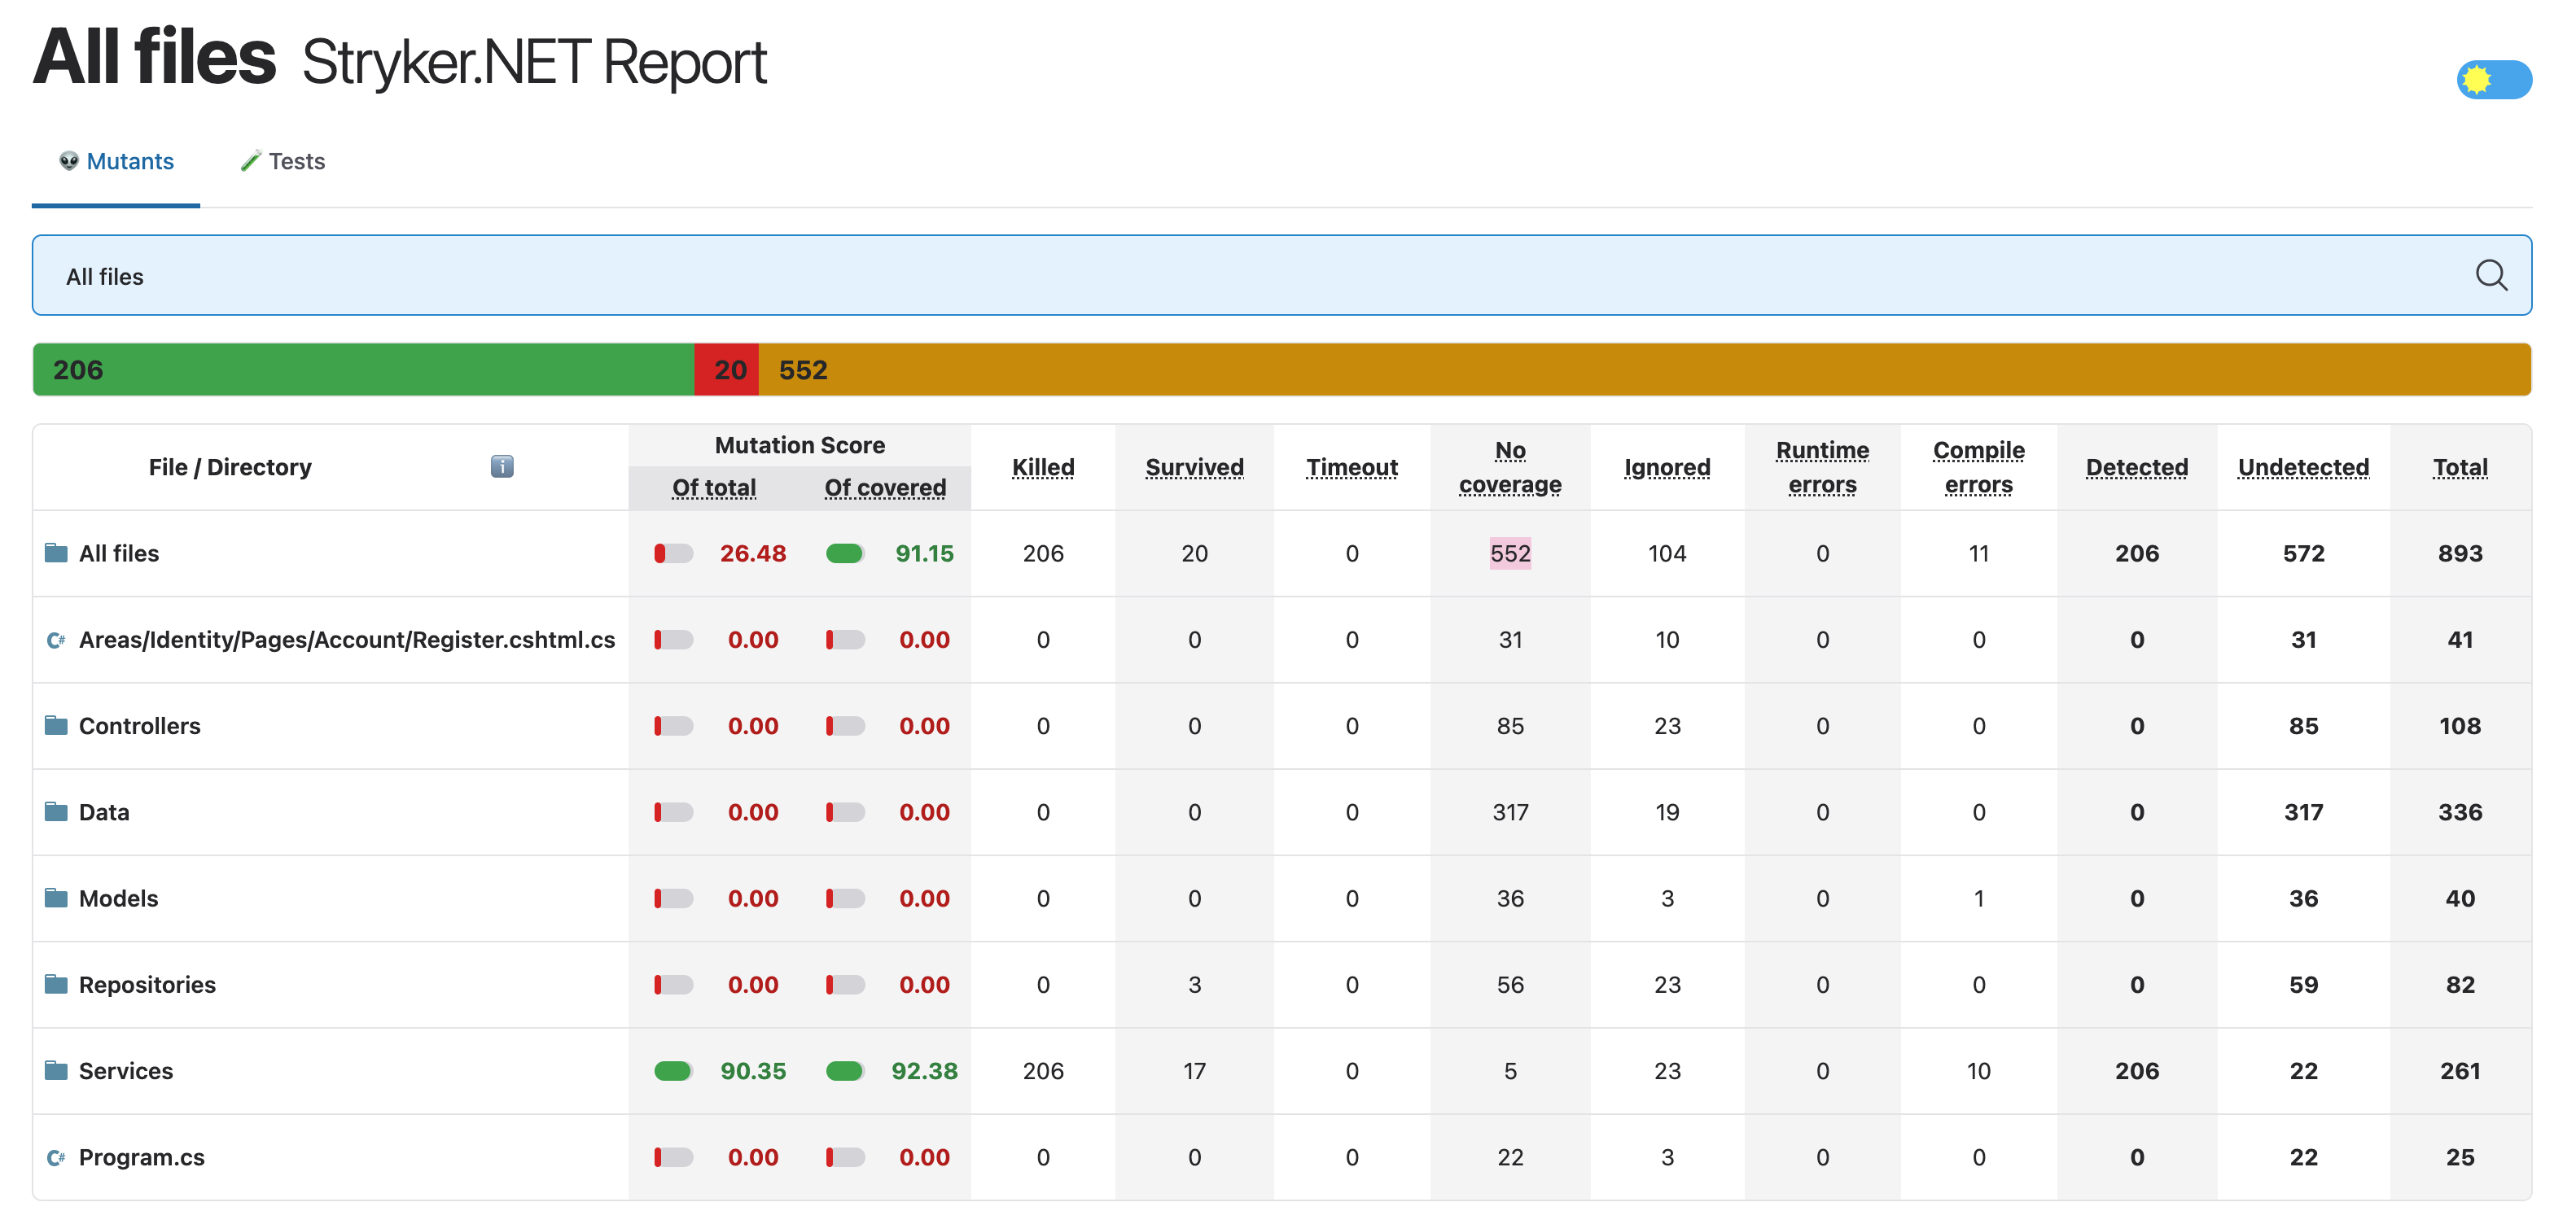 All files Stryker.NET Report
Mutants Tests
All files
206 20 552
File / Directory Mutation Score Killed Survived Timeout No coverage Ignored Runtime errors Compile errors Detected Undetected Total
Of total Of covered
All files 26.48 91.15 206 20 0 552 104 0 11 206 572 893
Areas/Identity/Pages/Account/Register.cshtml.cs 0.00 0.00 0 0 0 31 10 0 0 0 31 41
Controllers 0.00 0.00 0 0 0 85 23 0 0 0 85 108
Data 0.00 0.00 0 0 0 317 19 0 0 0 317 336
Models 0.00 0.00 0 0 0 36 3 0 1 0 36 40
Repositories 0.00 0.00 0 3 0 56 23 0 0 0 59 82
Services 90.35 92.38 206 17 0 5 23 0 10 206 22 261
Program.cs 0.00 0.00 0 0 0 22 3 0 0 0 22 25